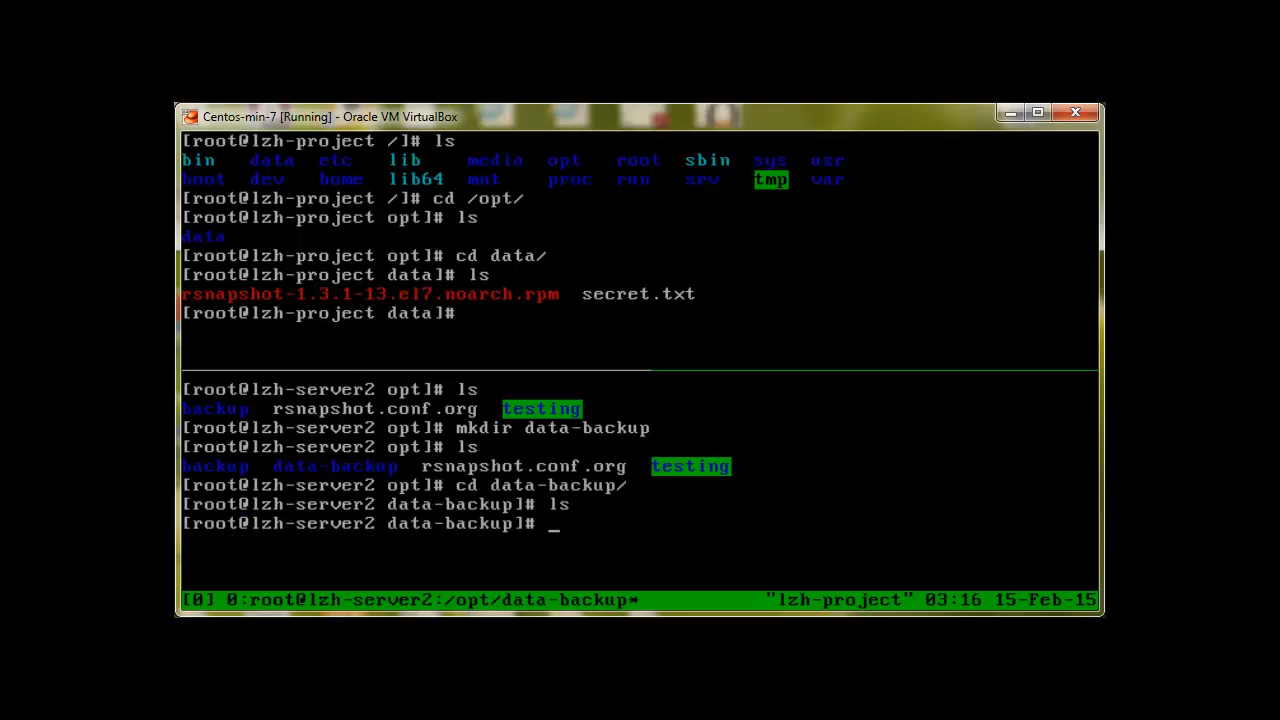 Centos-min-7 [Running] - Oracle VM VirtualBox
[root@lzh-project /]# ls
bin data etc lib media opt root sbin sys usr
boot dev home lib64 mnt proc run srv tmp var
[root@lzh-project /]# cd /opt/
[root@lzh-project opt]# ls
data
[root@lzh-project opt]# cd data/
[root@lzh-project data]# ls
rsnapshot-1.3.1-13.el7.noarch.rpm secret.txt
[root@lzh-project data]#
[root@lzh-server2 opt]# ls
backup rsnapshot.conf.org testing
[root@lzh-server2 opt]# mkdir data-backup
[root@lzh-server2 opt]# ls
backup data-backup rsnapshot.conf.org testing
[root@lzh-server2 opt]# cd data-backup/
[root@lzh-server2 data-backup]# ls
[root@lzh-server2 data-backup]# _
[0] 0:root@lzh-server2:/opt/data-backup* "lzh-project" 03:16 15-Feb-15